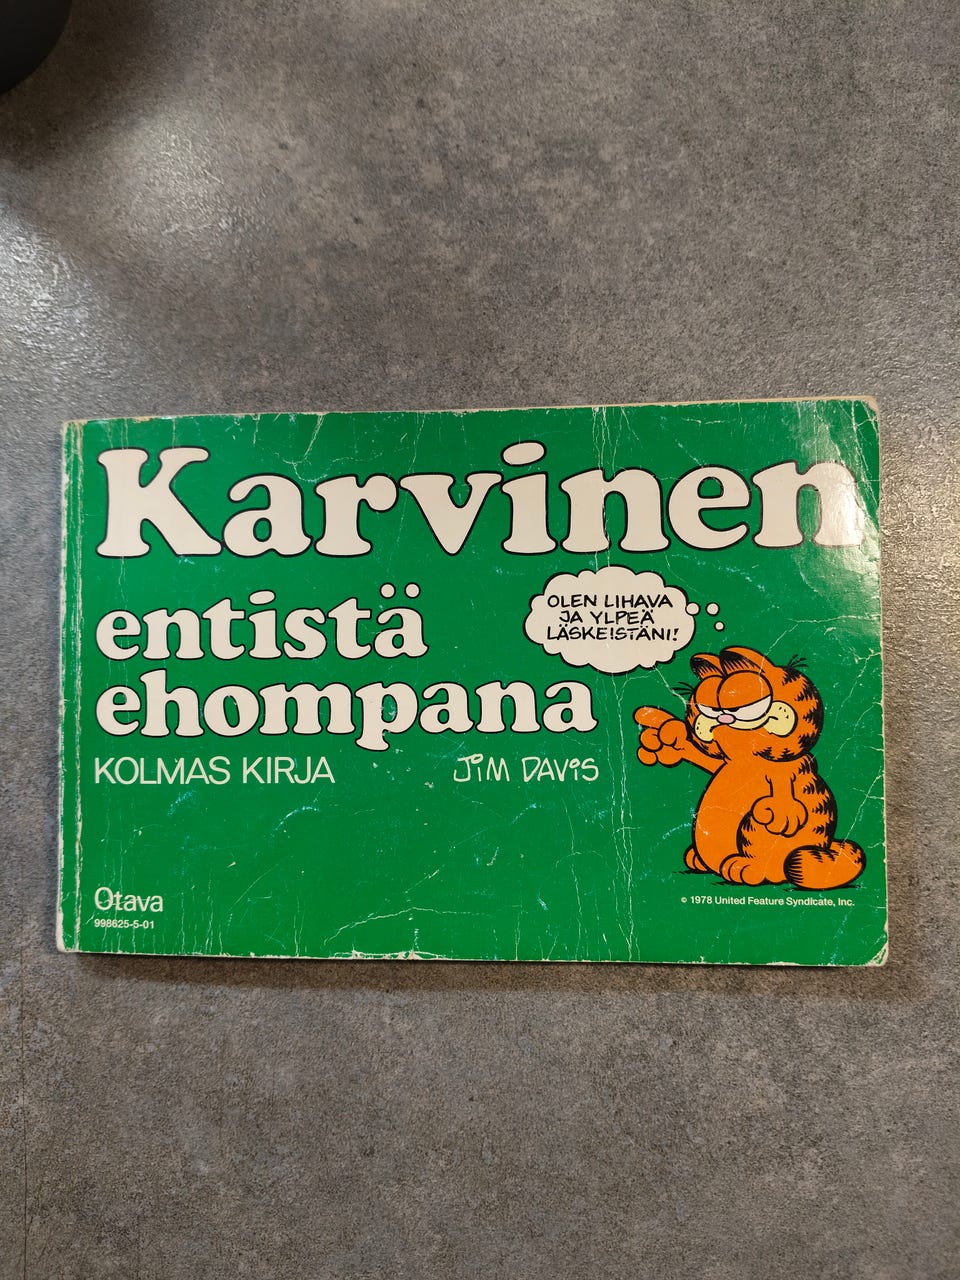 Karvinen
entistä
ehompana
KOLMAS KIRJA
JiM DAViS
OLEN LIHAVA
JA YLPEÄ
LÄSKEISTÄNI!
Otava
998625-5-01
© 1978 United Feature Syndicate, Inc.